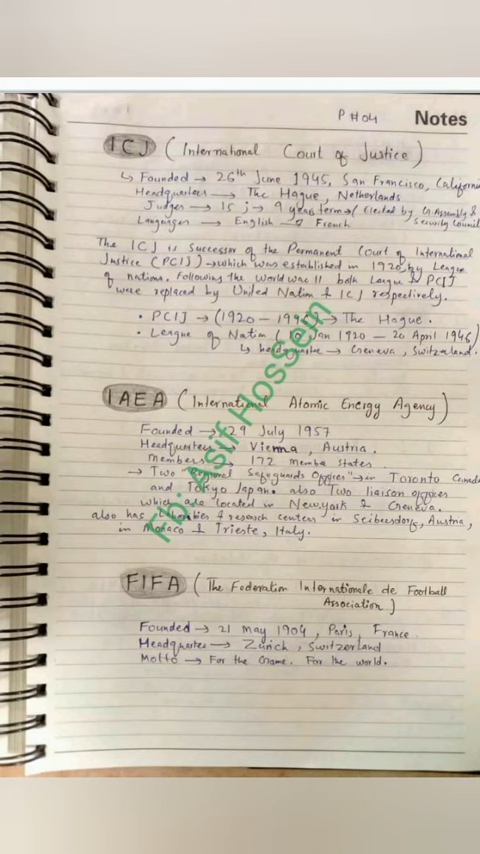 P # 04 Notes
ICJ (International Court of Justice)
↳ Founded → 26th June 1945, San Francisco, Californi
Headquarters → The Hague, Netherlands
Judges → 15 ; → 9 years term → ( Elected by G. Assembly &
Security Council
Languages → English & French
The ICJ is Successor of the Permanent Court of International
Justice (PCIJ) → which was established in 1920 by League
of nations. Following the World War II both League & PCIJ
were replaced by United Nation & ICJ respectively.
• PCIJ → (1920 – 1946) → The Hague.
• League of Nation ( Jan 1920 – 20 April 1946)
↳ headquarter → Geneva, Switzerland.
IAEA (International Atomic Energy Agency)
Founded → 29 July 1957
Headquarters Vienna, Austria.
Members → 172 member states.
→ Two Regional Safeguards Offices in Toronto Canada
and Tokyo Japan. also Two liaison offices
which are located in New York & Geneva.
also has & research centers in Seibersdorf, Austria,
in Monaco & Trieste, Italy.
FIFA (The Federation Internationale de Football
Association)
Founded → 21 May 1904, Paris, France
Headquarter → Zurich, Switzerland
Motto → For the Game. For the world.
Fb: Asif Hossein